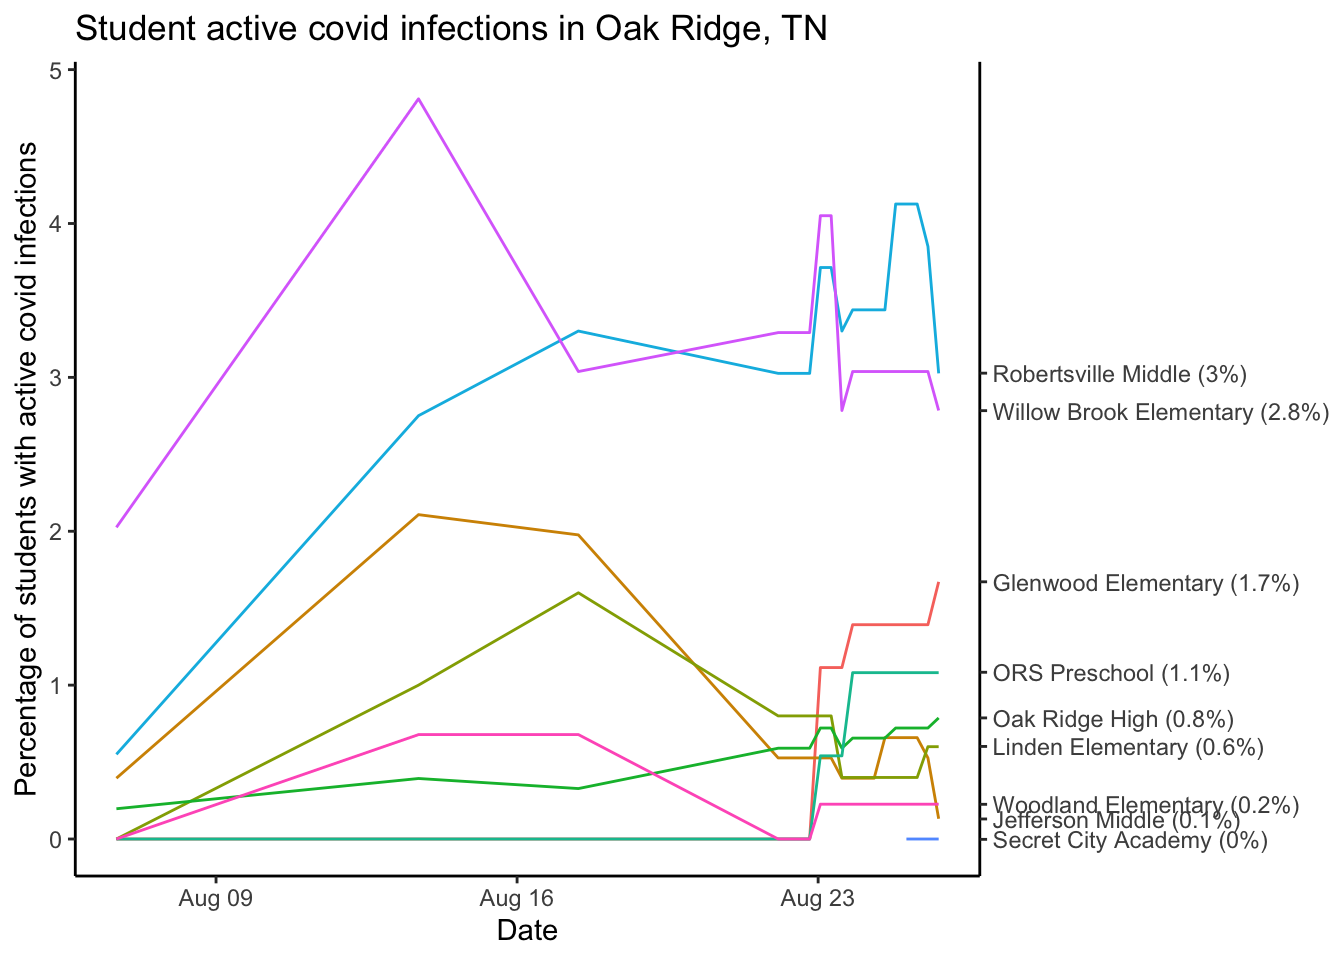 Student active covid infections in Oak Ridge, TN
Percentage of students with active covid infections
5
4
3
2
1
0
Robertsville Middle (3%)
Willow Brook Elementary (2.8%)
Glenwood Elementary (1.7%)
ORS Preschool (1.1%)
Oak Ridge High (0.8%)
Linden Elementary (0.6%)
Woodland Elementary (0.2%)
Jefferson Middle (0.1%)
Secret City Academy (0%)
Aug 09
Aug 16
Aug 23
Date